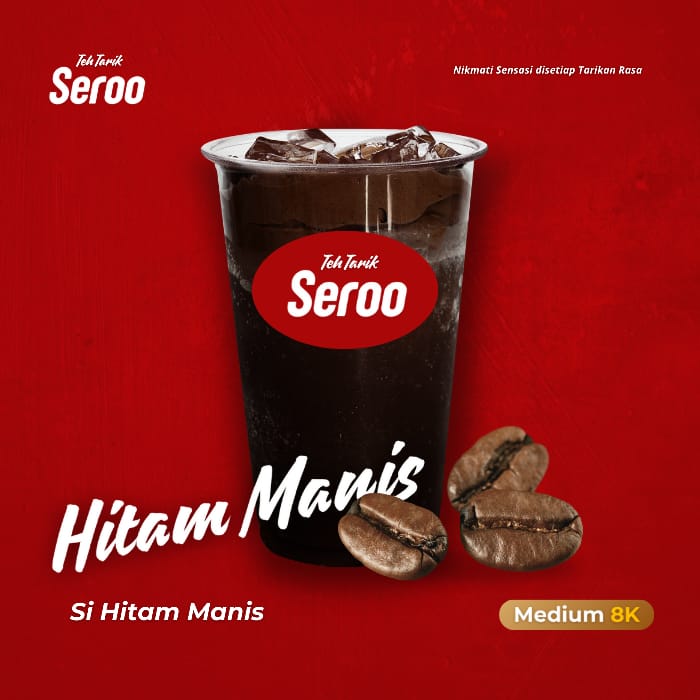 Teh Tarik
Seroo
Nikmati Sensasi disetiap Tarikan Rasa
Teh Tarik
Seroo
Hitam Manis
Si Hitam Manis
Medium 8K